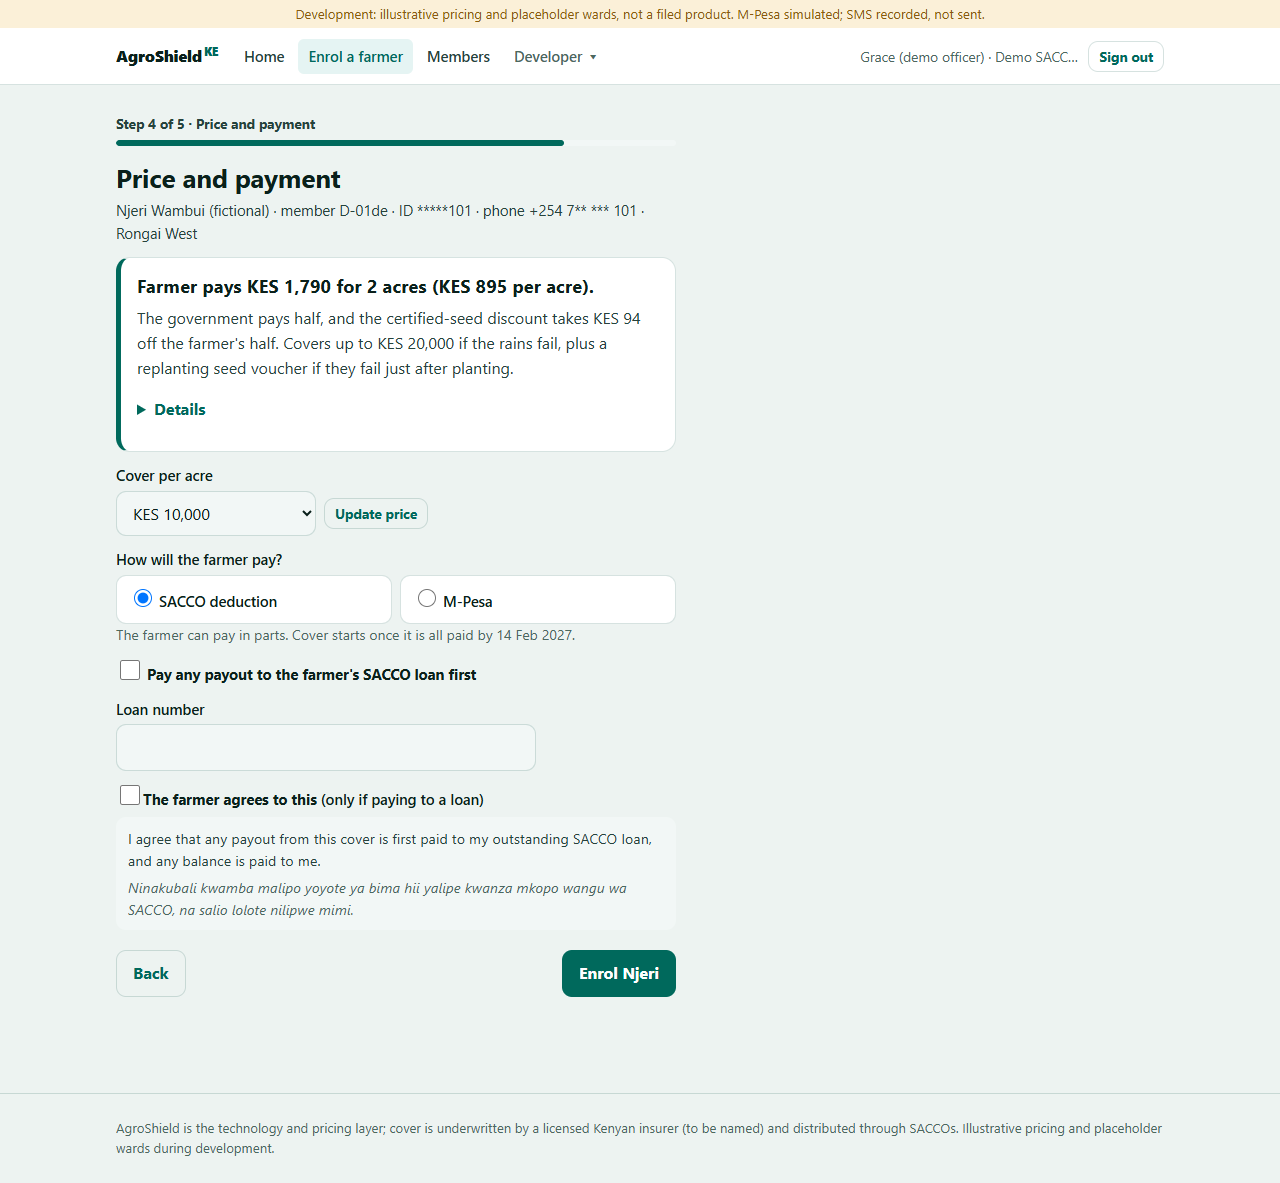 Development: illustrative pricing and placeholder wards, not a filed product. M-Pesa simulated; SMS recorded, not sent.
AgroShield KE
Home
Enrol a farmer
Members
Developer
Grace (demo officer) · Demo SACC...
Sign out
Step 4 of 5 · Price and payment
Price and payment
Njeri Wambui (fictional) · member D-01de · ID *****101 · phone +254 7** *** 101 ·
Rongai West
Farmer pays KES 1,790 for 2 acres (KES 895 per acre).
The government pays half, and the certified-seed discount takes KES 94
off the farmer's half. Covers up to KES 20,000 if the rains fail, plus a
replanting seed voucher if they fail just after planting.
Details
Cover per acre
KES 10,000
Update price
How will the farmer pay?
SACCO deduction
M-Pesa
The farmer can pay in parts. Cover starts once it is all paid by 14 Feb 2027.
Pay any payout to the farmer's SACCO loan first
Loan number
The farmer agrees to this (only if paying to a loan)
I agree that any payout from this cover is first paid to my outstanding SACCO loan,
and any balance is paid to me.
Ninakubali kwamba malipo yoyote ya bima hii yalipe kwanza mkopo wangu wa
SACCO, na salio lolote nilipwe mimi.
Back
Enrol Njeri
AgroShield is the technology and pricing layer; cover is underwritten by a licensed Kenyan insurer (to be named) and distributed through SACCOs. Illustrative pricing and placeholder
wards during development.